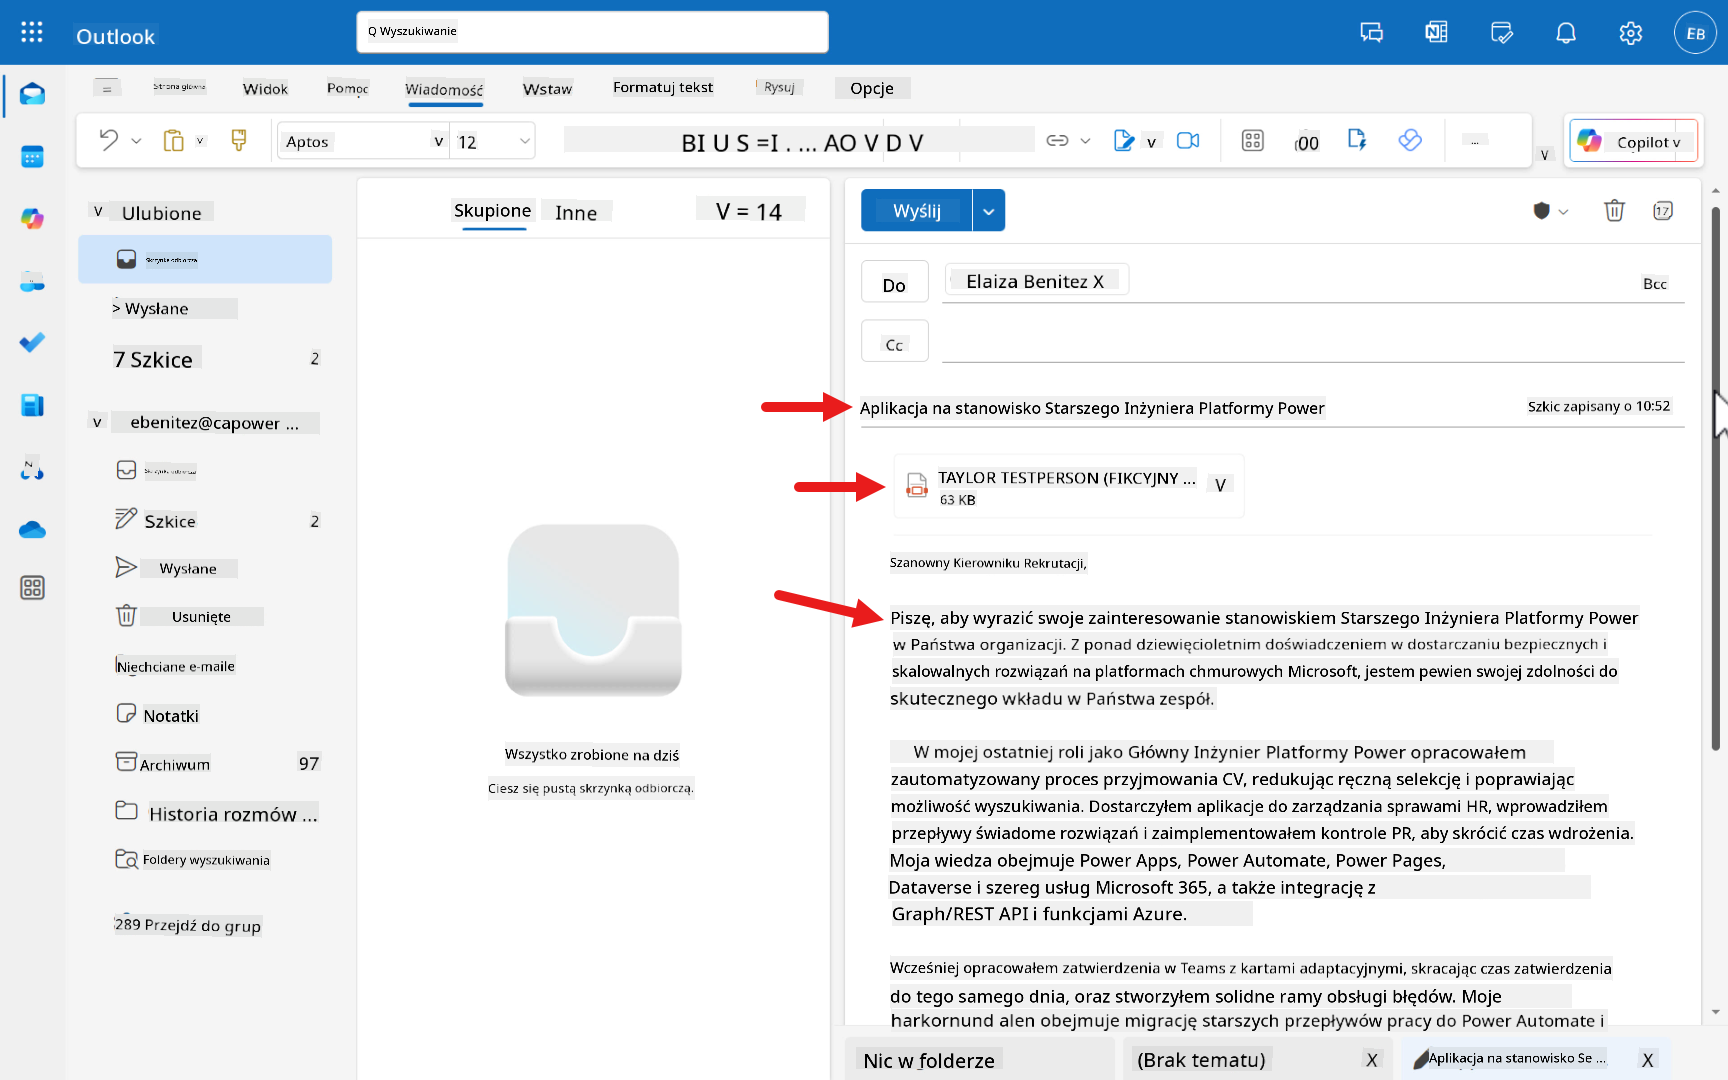 Outlook
Q Wyszukiwanie
EB
Strona główna
Widok
Pomoc
Wiadomość
Wstaw
Formatuj tekst
Rysuj
Opcje
Aptos
v
12
BI U S =I . ... AO V D V
v
00
...
v
Copilot v
v Ulubione
Skrzynka odbiorcza
> Wysłane
7 Szkice 2
v ebenitez@capower ...
Skrzynka odbiorcza
Szkice 2
Wysłane
Usunięte
Niechciane e-maile
Notatki
Archiwum 97
Historia rozmów ...
Foldery wyszukiwania
289 Przejdź do grup
Skupione
Inne
V = 14
Wszystko zrobione na dziś
Ciesz się pustą skrzynką odbiorczą.
Wyślij
17
Do
Elaiza Benitez X
Bcc
Cc
Aplikacja na stanowisko Starszego Inżyniera Platformy Power
Szkic zapisany o 10:52
TAYLOR TESTPERSON (FIKCYJNY ...
V
63 KB
Szanowny Kierowniku Rekrutacji,
Piszę, aby wyrazić swoje zainteresowanie stanowiskiem Starszego Inżyniera Platformy Power
w Państwa organizacji. Z ponad dziewięcioletnim doświadczeniem w dostarczaniu bezpiecznych i
skalowalnych rozwiązań na platformach chmurowych Microsoft, jestem pewien swojej zdolności do
skutecznego wkładu w Państwa zespół.
W mojej ostatniej roli jako Główny Inżynier Platformy Power opracowałem
zautomatyzowany proces przyjmowania CV, redukując ręczną selekcję i poprawiając
możliwość wyszukiwania. Dostarczyłem aplikacje do zarządzania sprawami HR, wprowadziłem
przepływy świadome rozwiązań i zaimplementowałem kontrole PR, aby skrócić czas wdrożenia.
Moja wiedza obejmuje Power Apps, Power Automate, Power Pages,
Dataverse i szereg usług Microsoft 365, a także integrację z
Graph/REST API i funkcjami Azure.
Wcześniej opracowałem zatwierdzenia w Teams z kartami adaptacyjnymi, skracając czas zatwierdzenia
do tego samego dnia, oraz stworzyłem solidne ramy obsługi błędów. Moje
harkornund alen obejmuje migrację starszych przepływów pracy do Power Automate i
Nic w folderze
(Brak tematu) X
Aplikacja na stanowisko Se ... X